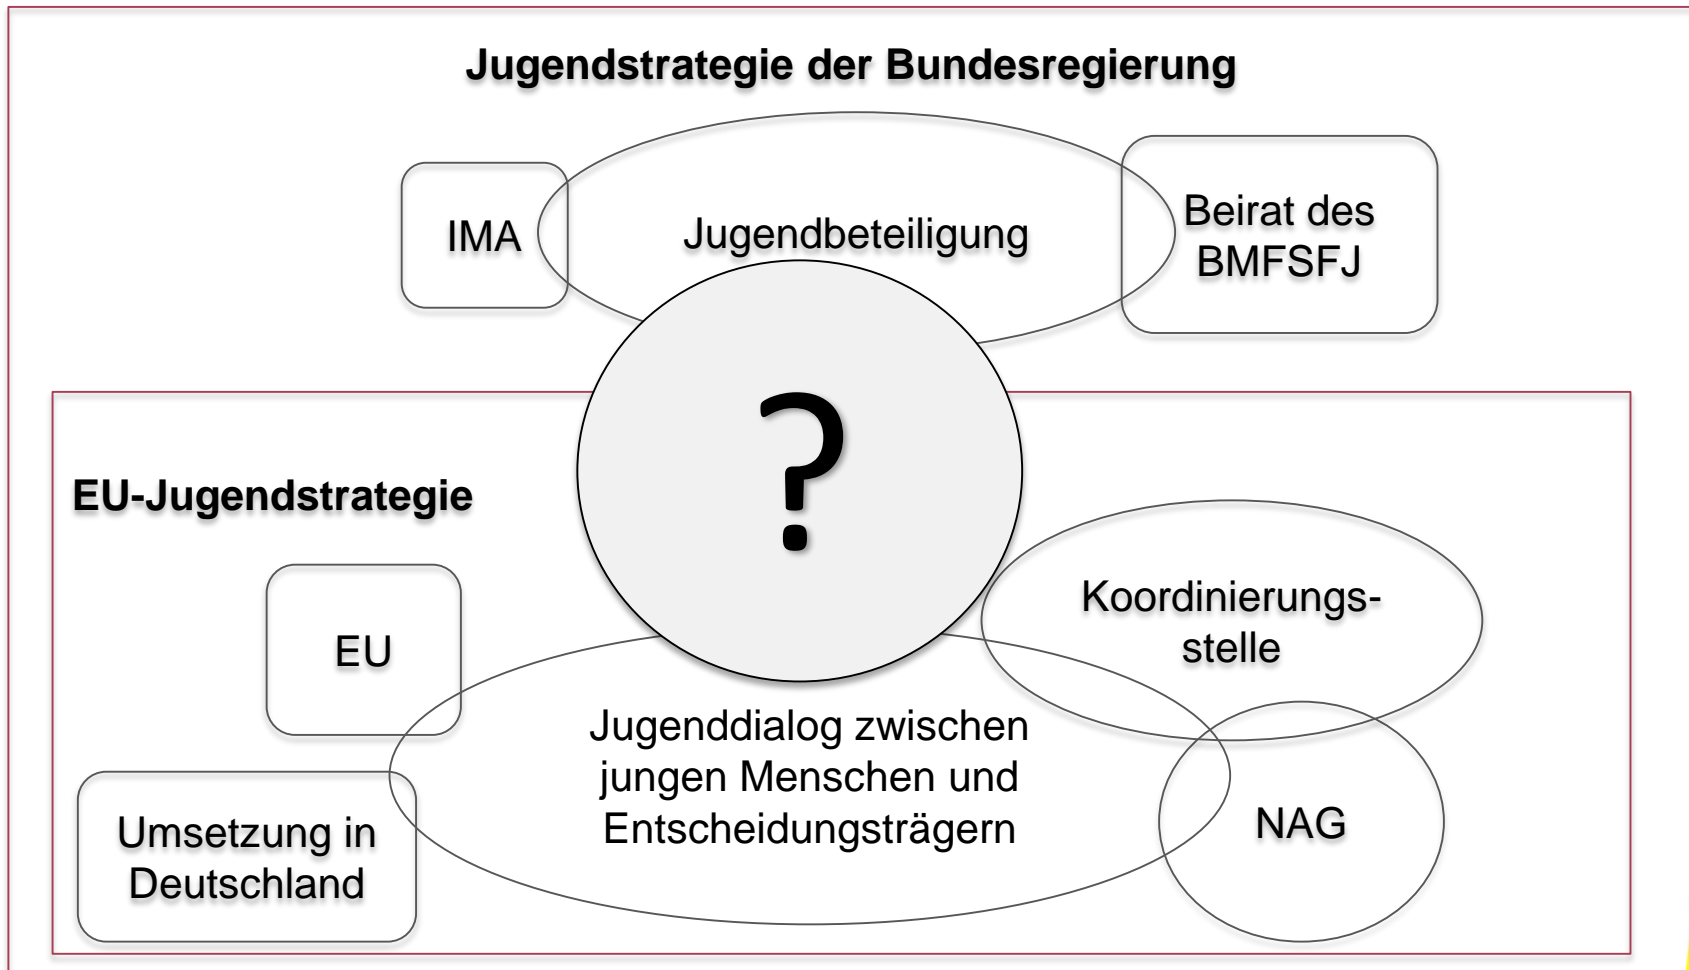 Jugendstrategie der Bundesregierung
IMA
Jugendbeteiligung
Beirat des
BMFSFJ
?
EU-Jugendstrategie
EU
Koordinierungs-
stelle
Jugenddialog zwischen
jungen Menschen und
Entscheidungsträgern
Umsetzung in
Deutschland
NAG